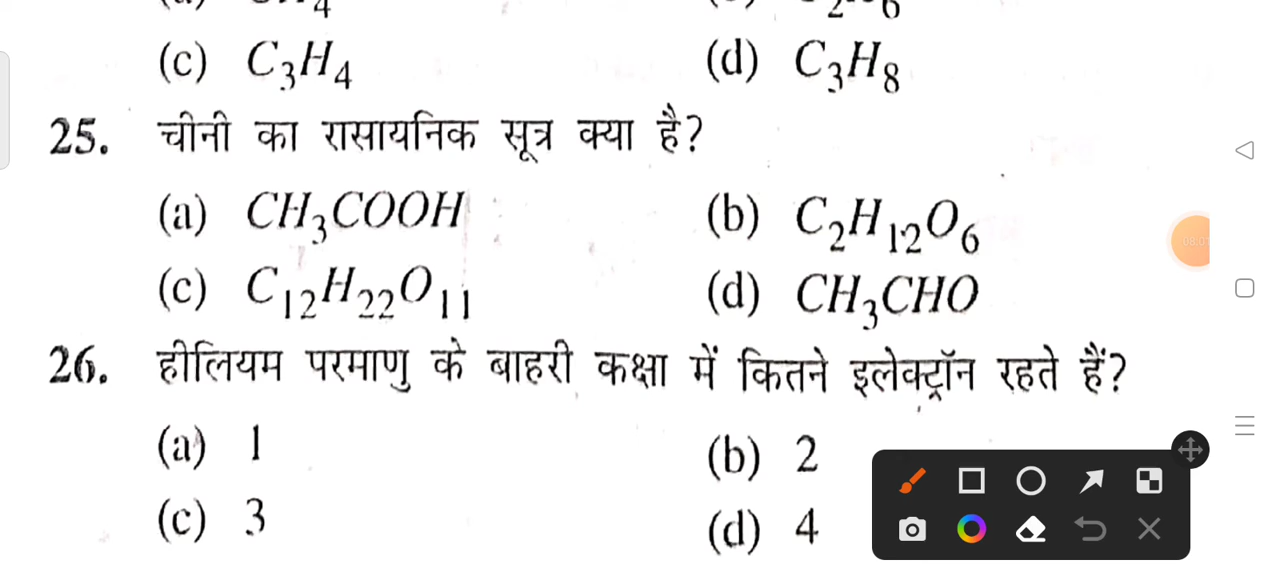 (c) C₃H₄ (d) C₃H₈
25. चीनी का रासायनिक सूत्र क्या है?
(a) CH₃COOH (b) C₂H₁₂O₆
(c) C₁₂H₂₂O₁₁ (d) CH₃CHO
26. हीलियम परमाणु के बाहरी कक्षा में कितने इलेक्ट्रॉन रहते हैं?
(a) 1 (b) 2
(c) 3 (d) 4